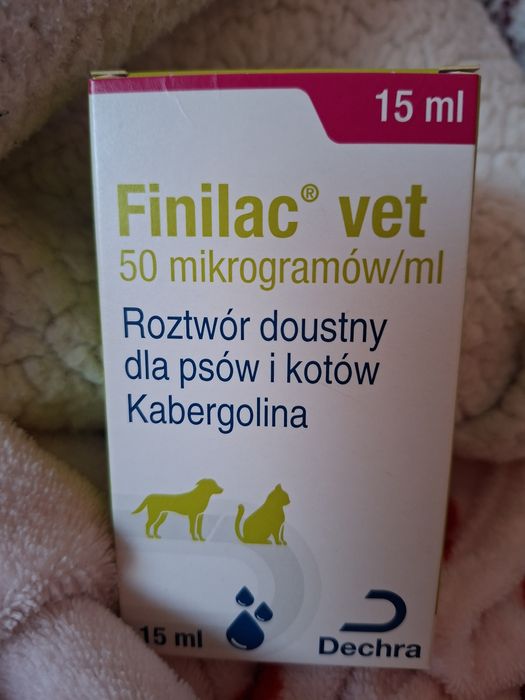 15 ml
Finilac® vet
50 mikrogramów/ml
Roztwór doustny
dla psów i kotów
Kabergolina
15 ml
Dechra